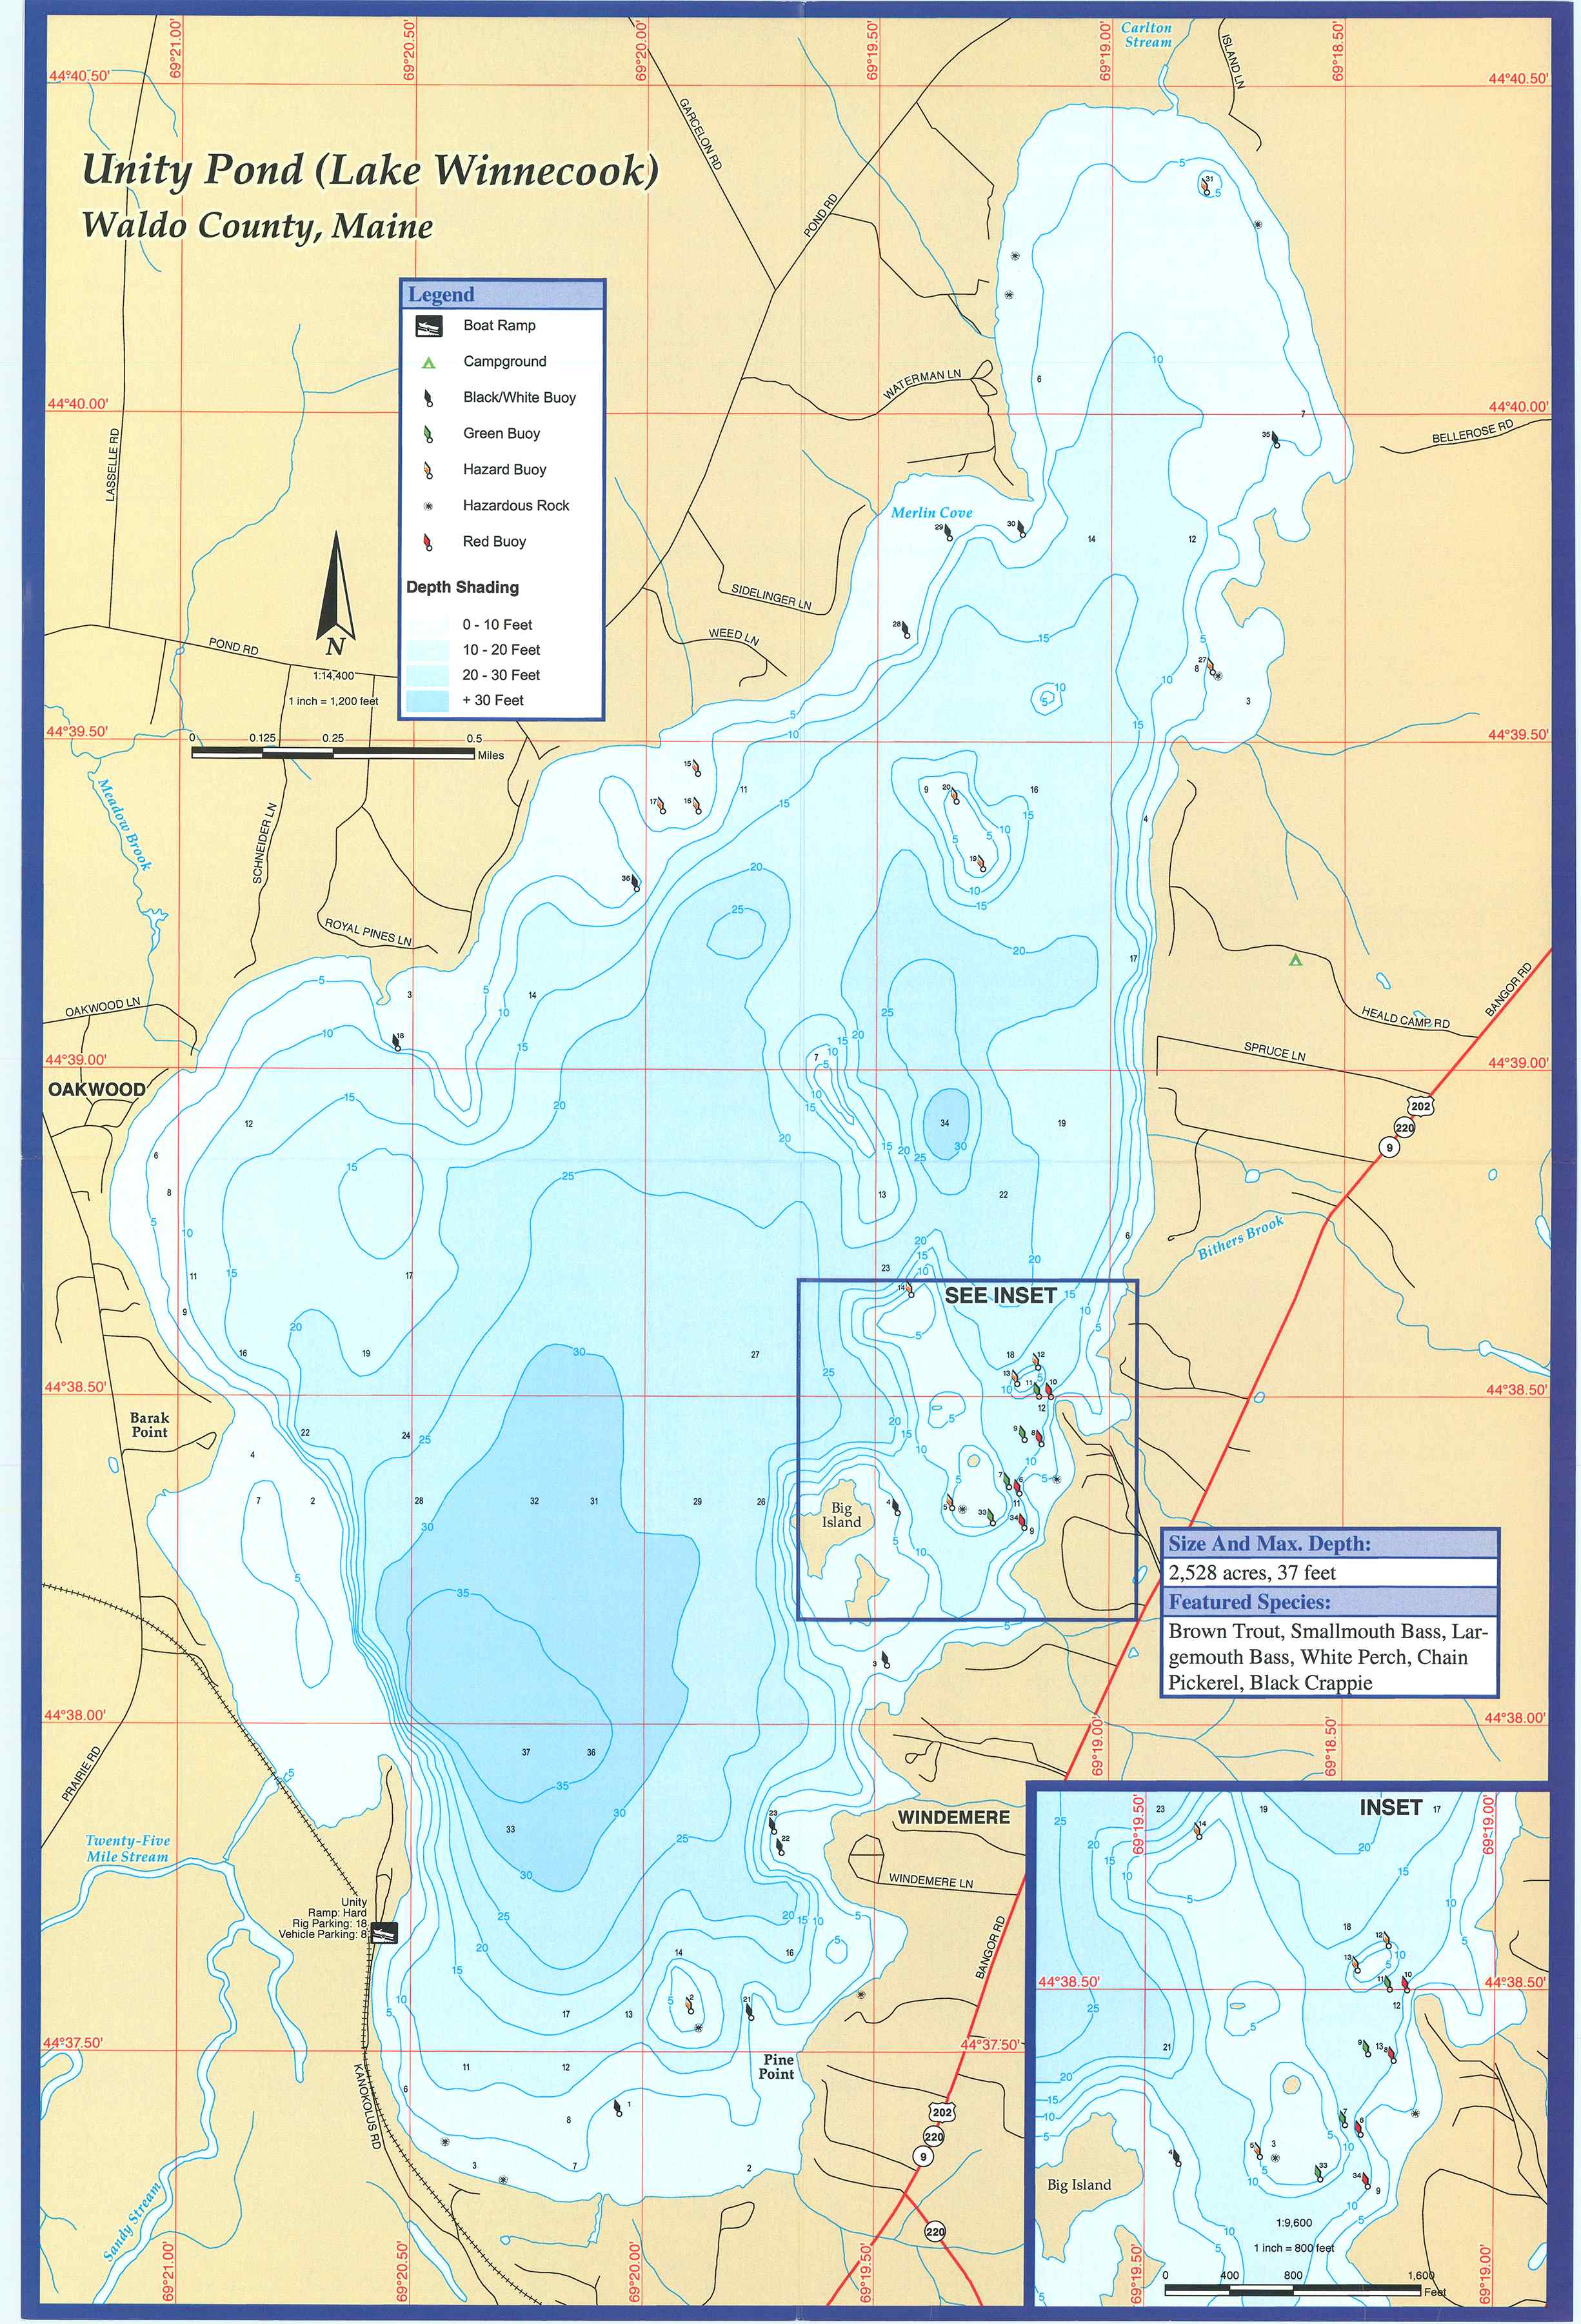 69°21.00'
69°20.50'
69°20.00'
69°19.50'
69°19.00'
69°18.50'
Carlton
Stream
ISLAND LN
44°40.50'
44°40.50'
GARCELON RD
POND RD
Unity Pond (Lake Winnecook)
Waldo County, Maine
Legend
Boat Ramp
Campground
Black/White Buoy
Green Buoy
Hazard Buoy
Hazardous Rock
Red Buoy
Depth Shading
0 - 10 Feet
10 - 20 Feet
20 - 30 Feet
+ 30 Feet
WATERMAN LN
44°40.00'
44°40.00'
BELLEROSE RD
LASSELLE RD
Merlin Cove
SIDELINGER LN
WEED LN
POND RD
N
1:14,400
1 inch = 1,200 feet
0 0.125 0.25 0.5
Miles
44°39.50'
44°39.50'
Meadow Brook
SCHNEIDER LN
ROYAL PINES LN
OAKWOOD LN
HEALD CAMP RD
BANGOR RD
SPRUCE LN
44°39.00'
44°39.00'
OAKWOOD
202
220
9
Bithers Brook
SEE INSET
44°38.50'
44°38.50'
Barak
Point
Big
Island
Size And Max. Depth:
2,528 acres, 37 feet
Featured Species:
Brown Trout, Smallmouth Bass, Lar-
gemouth Bass, White Perch, Chain
Pickerel, Black Crappie
44°38.00'
44°38.00'
69°19.00'
69°18.50'
PRAIRIE RD
WINDEMERE
WINDEMERE LN
Twenty-Five
Mile Stream
Unity
Ramp: Hard
Rig Parking: 18
Vehicle Parking: 8
BANGOR RD
44°37.50'
44°37.50'
Pine
Point
KANOKOLUS RD
202
220
9
220
Sandy Stream
69°21.00'
69°20.50'
69°20.00'
69°19.50'
INSET
69°19.50'
69°19.00'
44°38.50'
44°38.50'
Big Island
1:9,600
1 inch = 800 feet
0 400 800 1,600
Feet
69°19.50'
69°19.00'